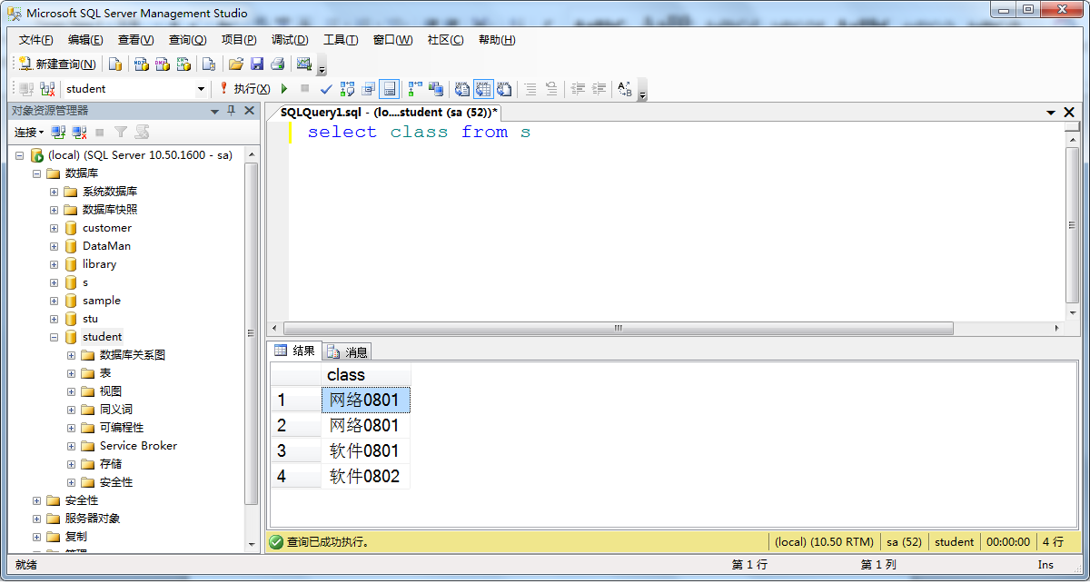 Microsoft SQL Server Management Studio
文件(F) 编辑(E) 查看(V) 查询(Q) 项目(P) 调试(D) 工具(T) 窗口(W) 社区(C) 帮助(H)
新建查询(N)
student 执行(X)
对象资源管理器
连接
(local) (SQL Server 10.50.1600 - sa)
数据库
系统数据库
数据库快照
customer
DataMan
library
s
sample
stu
student
数据库关系图
表
视图
同义词
可编程性
Service Broker
存储
安全性
安全性
服务器对象
复制
SQLQuery1.sql - (lo....student (sa (52))*
select class from s
结果 消息
class
1 网络0801
2 网络0801
3 软件0801
4 软件0802
查询已成功执行。 (local) (10.50 RTM) sa (52) student 00:00:00 4 行
就绪 第 1 行 第 1 列 Ins